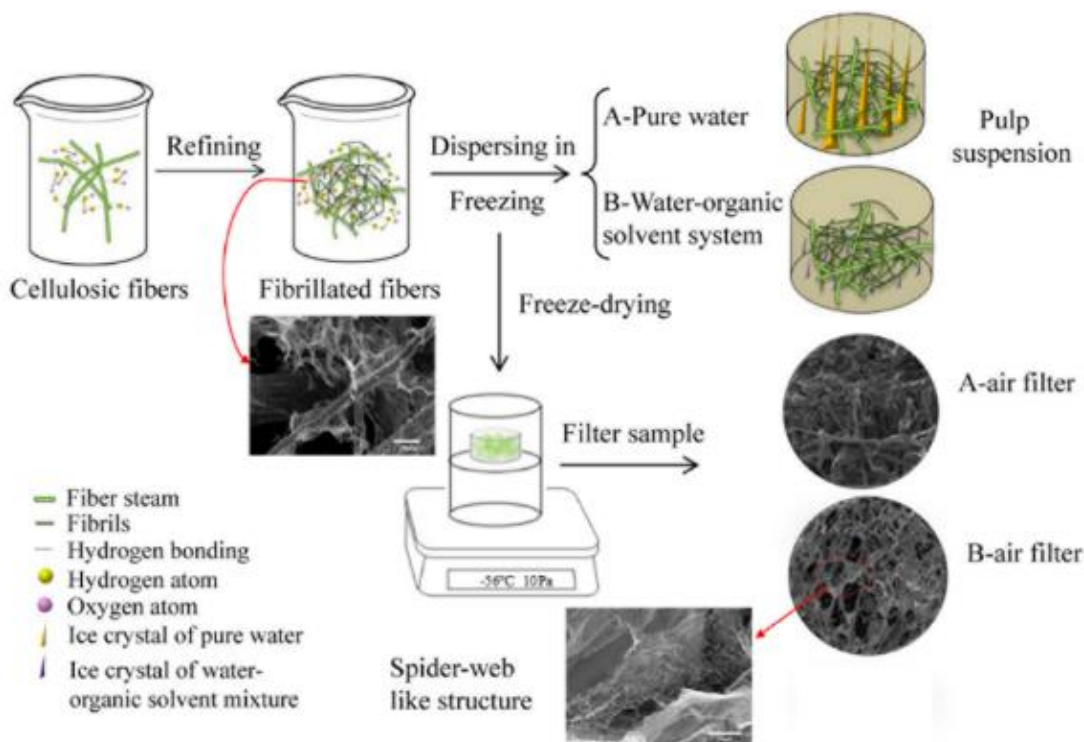 Cellulosic fibers
Refining
Fibrillated fibers
Dispersing in
Freezing
A-Pure water
B-Water-organic
solvent system
Pulp
suspension
Freeze-drying
-56°C 10Pa
Filter sample
A-air filter
B-air filter
Spider-web
like structure
Fiber steam
Fibrils
Hydrogen bonding
Hydrogen atom
Oxygen atom
Ice crystal of pure water
Ice crystal of water-
organic solvent mixture